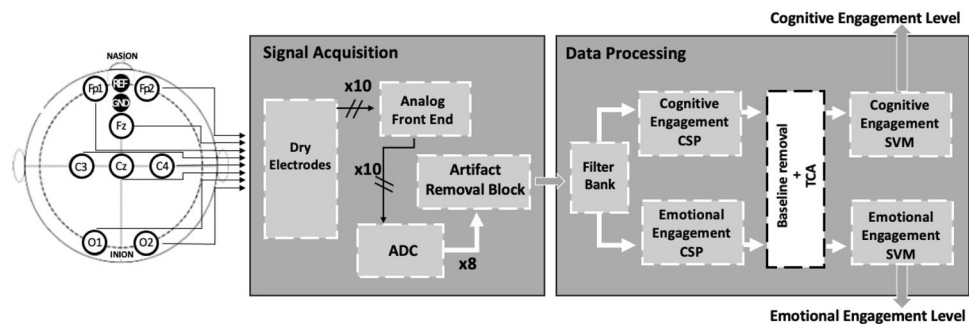 Cognitive Engagement Level
NASION
REF
GND
Fp1
Fp2
Fz
C3
Cz
C4
O1
O2
INION
Signal Acquisition
x10
Dry
Electrodes
Analog
Front End
x10
Artifact
Removal Block
ADC
x8
Data Processing
Filter
Bank
Cognitive
Engagement
CSP
Emotional
Engagement
CSP
Baseline removal
+
TCA
Cognitive
Engagement
SVM
Emotional
Engagement
SVM
Emotional Engagement Level